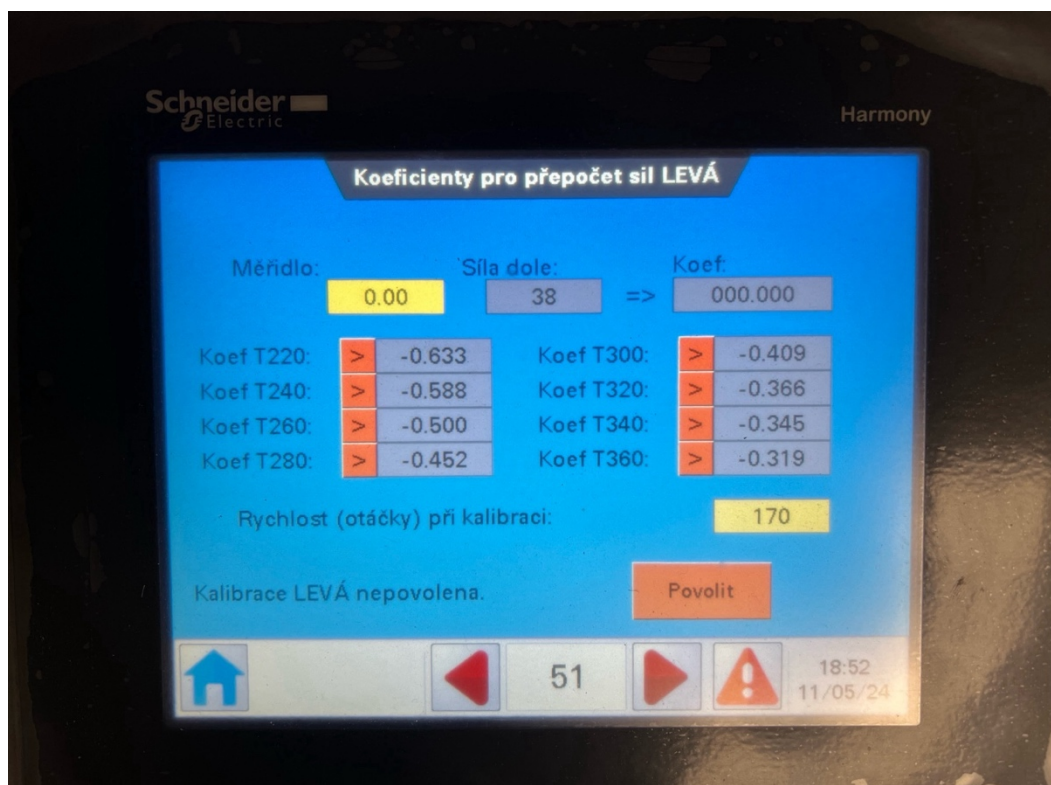 Schneider
Electric
Harmony
Koeficienty pro přepočet sil LEVÁ
Měřidlo: Síla dole: Koef:
0.00 38 => 000.000
Koef T220: > -0.633 Koef T300: > -0.409
Koef T240: > -0.588 Koef T320: > -0.366
Koef T260: > -0.500 Koef T340: > -0.345
Koef T280: > -0.452 Koef T360: > -0.319
Rychlost (otáčky) při kalibraci: 170
Kalibrace LEVÁ nepovolena. Povolit
51
18:52
11/05/24